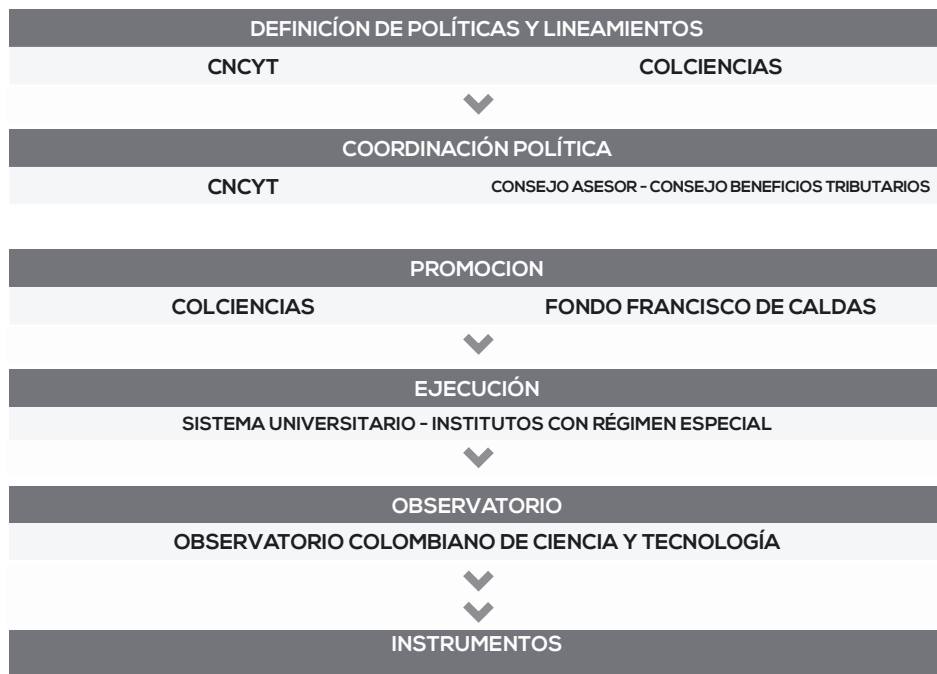 DEFINICÍON DE POLÍTICAS Y LINEAMIENTOS
CNCYT COLCIENCIAS
COORDINACIÓN POLÍTICA
CNCYT CONSEJO ASESOR - CONSEJO BENEFICIOS TRIBUTARIOS
PROMOCION
COLCIENCIAS FONDO FRANCISCO DE CALDAS
EJECUCIÓN
SISTEMA UNIVERSITARIO - INSTITUTOS CON RÉGIMEN ESPECIAL
OBSERVATORIO
OBSERVATORIO COLOMBIANO DE CIENCIA Y TECNOLOGÍA
INSTRUMENTOS